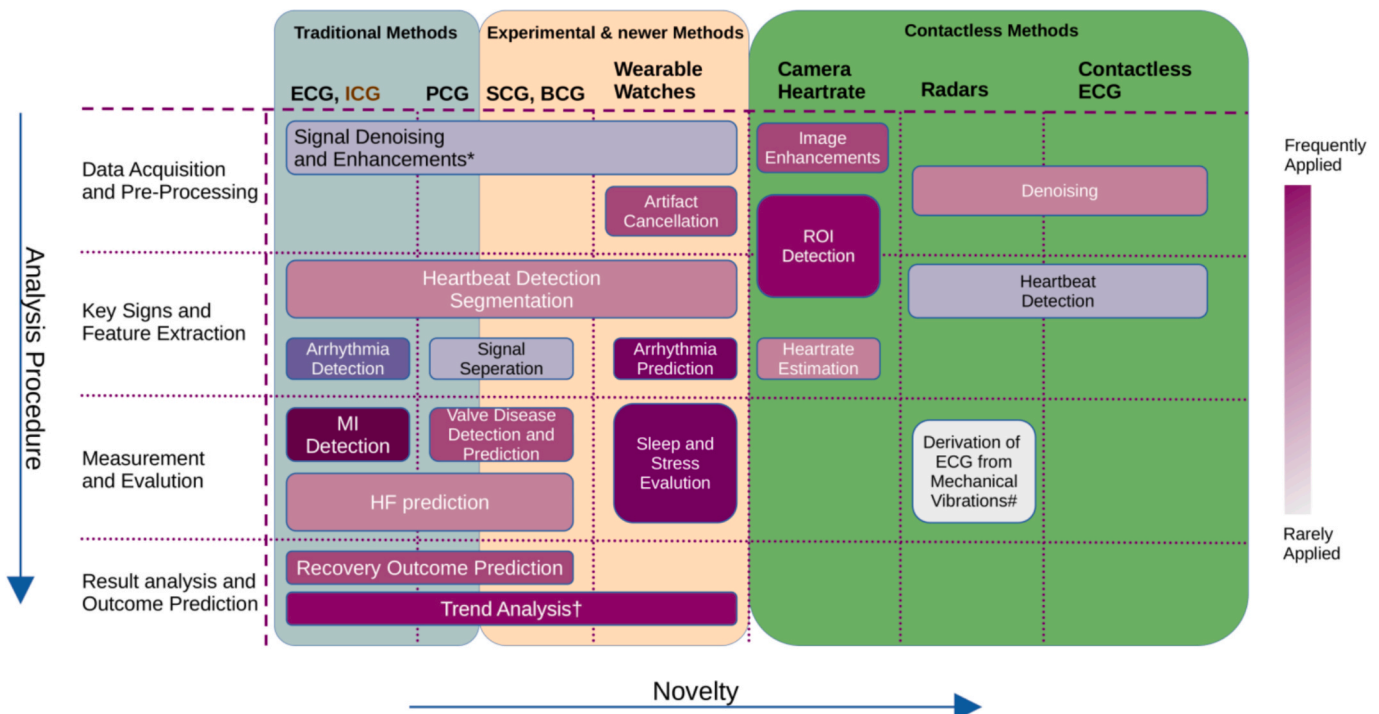 Traditional Methods
Experimental & newer Methods
Contactless Methods
ECG, ICG
PCG
SCG, BCG
Wearable
Watches
Camera
Heartrate
Radars
Contactless
ECG
Analysis Procedure
Data Acquisition
and Pre-Processing
Signal Denoising
and Enhancements*
Artifact
Cancellation
Image
Enhancements
ROI
Detection
Denoising
Key Signs and
Feature Extraction
Heartbeat Detection
Segmentation
Heartbeat
Detection
Arrhythmia
Detection
Signal
Seperation
Arrhythmia
Prediction
Heartrate
Estimation
Measurement
and Evalution
MI
Detection
Valve Disease
Detection and
Prediction
Sleep and
Stress
Evalution
Derivation of
ECG from
Mechanical
Vibrations#
HF prediction
Result analysis and
Outcome Prediction
Recovery Outcome Prediction
Trend Analysis†
Frequently
Applied
Rarely
Applied
Novelty